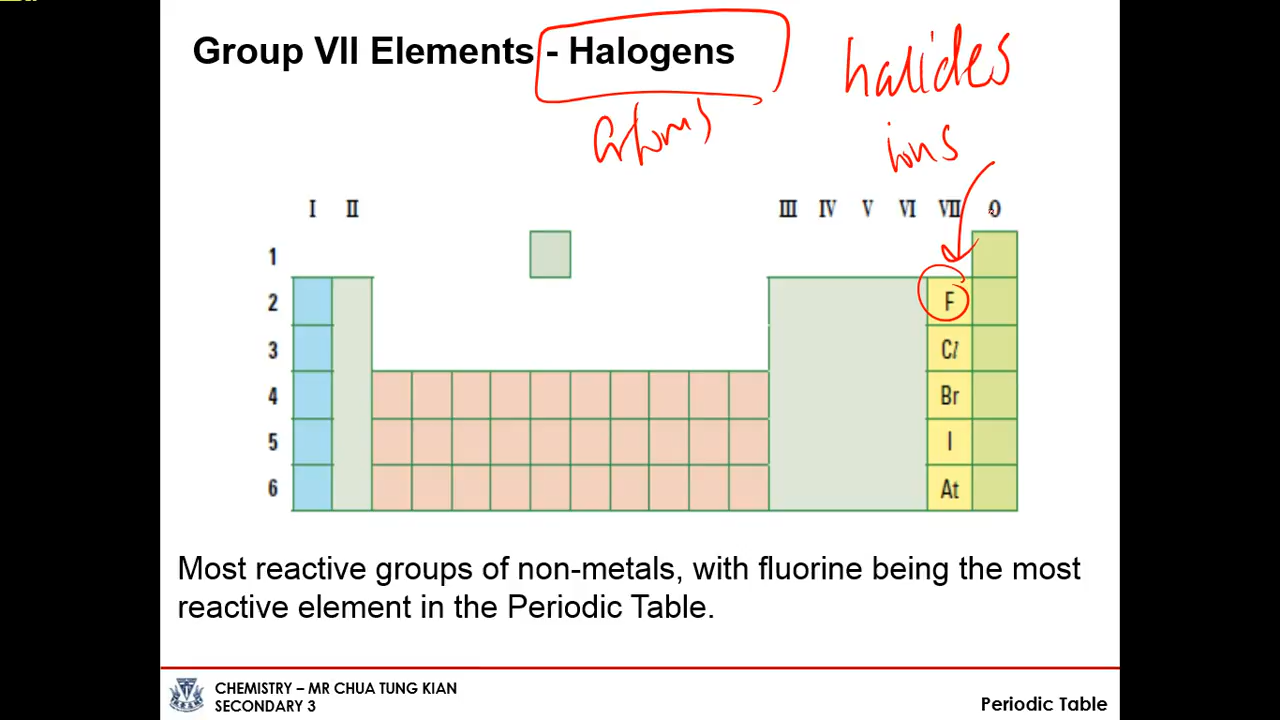 Group VII Elements - Halogens
halides
atoms
ions
I II III IV V VI VII O
1
2 F
3 Cl
4 Br
5 I
6 At
Most reactive groups of non-metals, with fluorine being the most
reactive element in the Periodic Table.
CHEMISTRY – MR CHUA TUNG KIAN
SECONDARY 3
Periodic Table